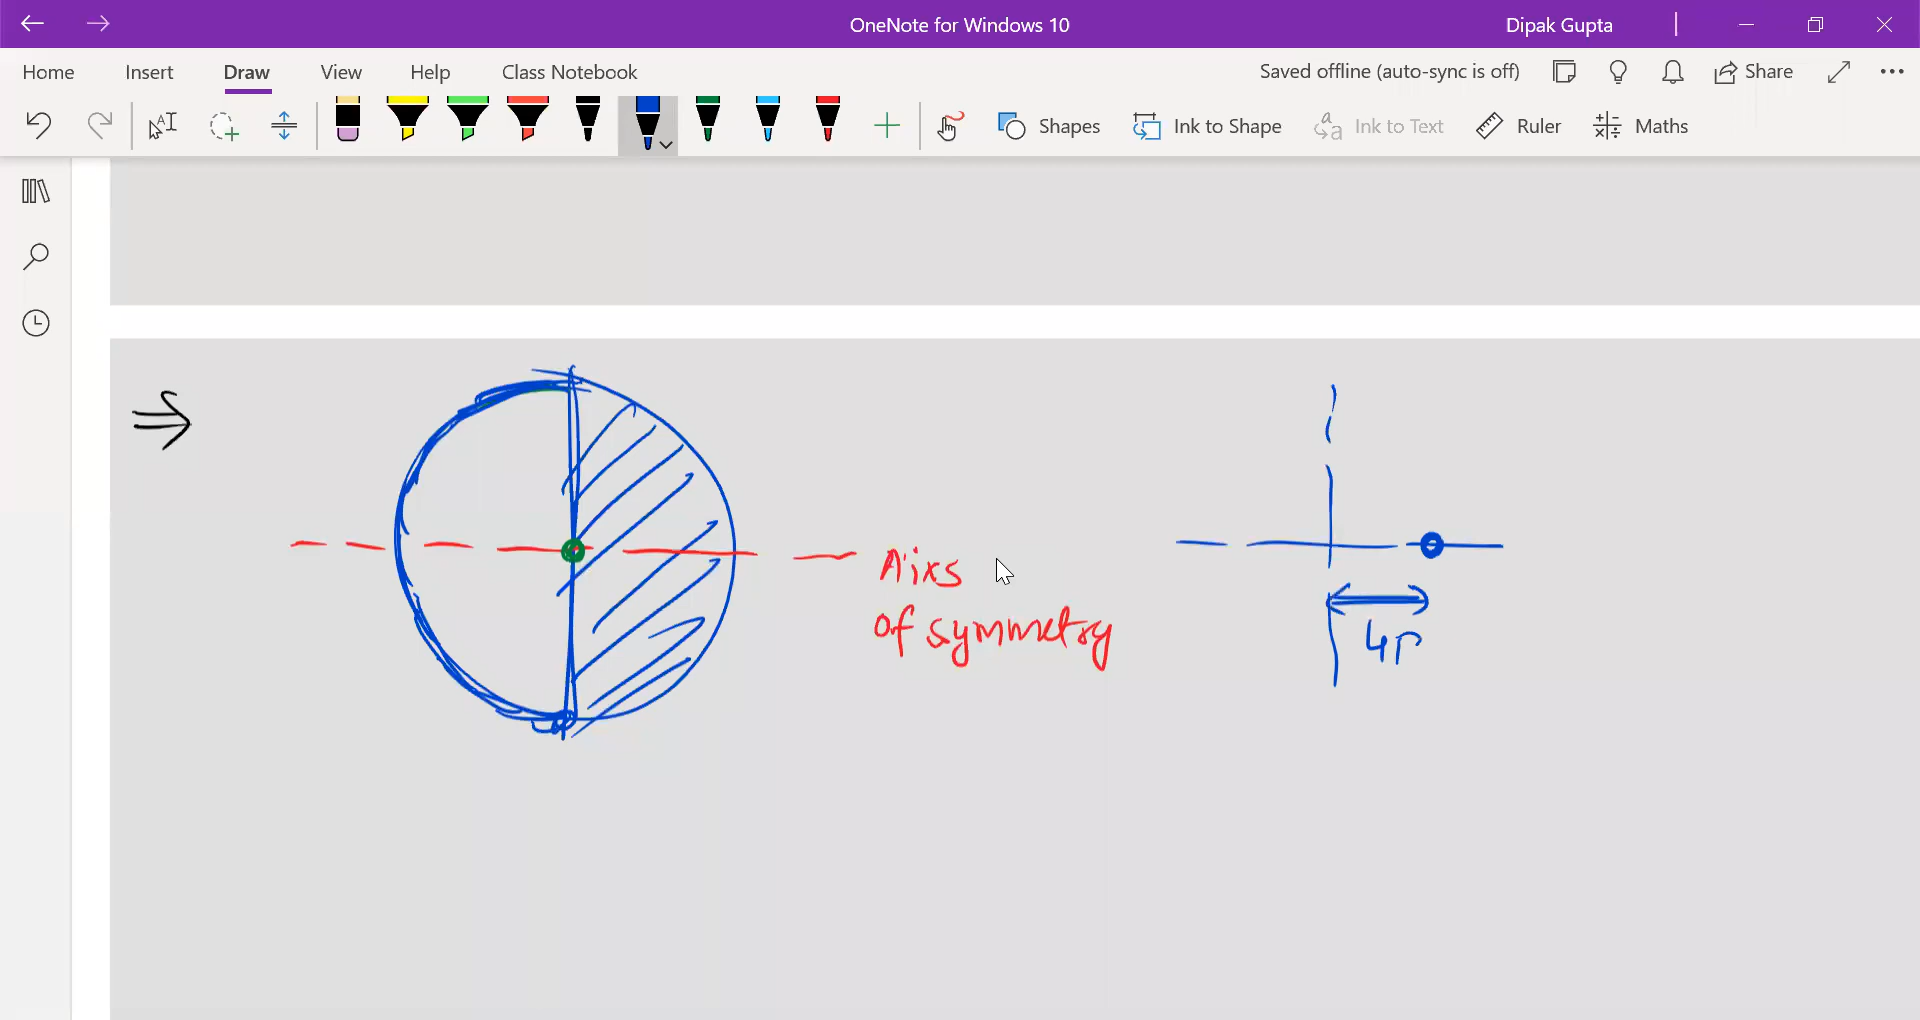 OneNote for Windows 10
Dipak Gupta
Home Insert Draw View Help Class Notebook
Saved offline (auto-sync is off) Share
Shapes Ink to Shape Ink to Text Ruler Maths
Aixs
of symmetry
4r